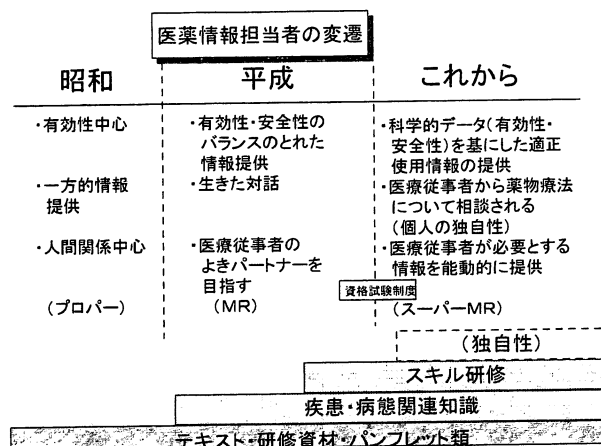 医薬情報担当者の変遷
昭和
平成
これから
・有効性中心
・一方的情報
提供
・人間関係中心
(プロパー)
・有効性・安全性の
バランスのとれた
情報提供
・生きた対話
・医療従事者の
よきパートナーを
目指す
(MR)
資格試験制度
・科学的データ(有効性・
安全性)を基にした適正
使用情報の提供
・医療従事者から薬物療法
について相談される
(個人の独自性)
・医療従事者が必要とする
情報を能動的に提供
(スーパーMR)
(独自性)
スキル研修
疾患・病態関連知識
テキスト・研修資材・パンフレット類